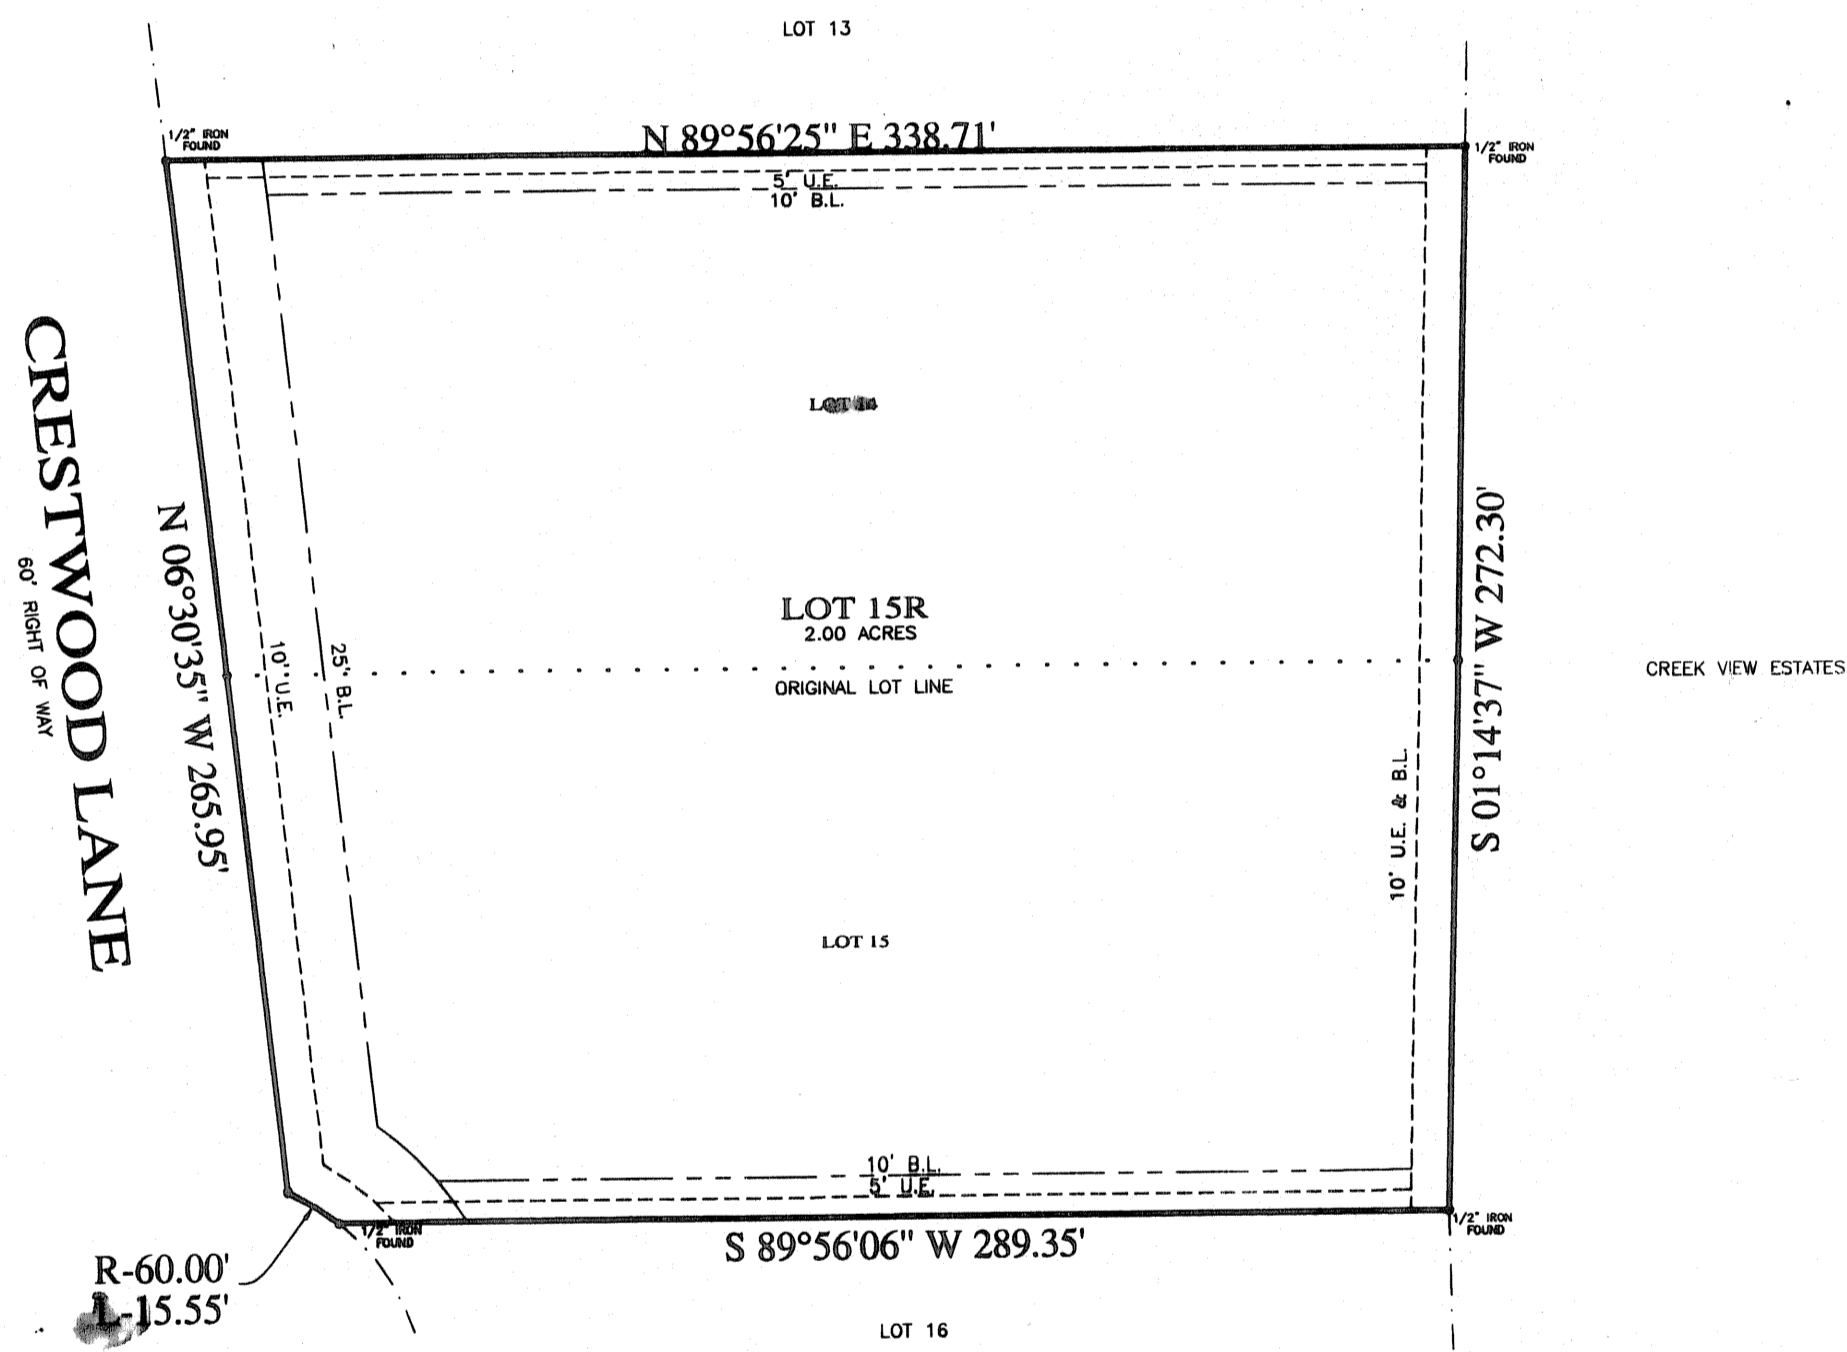 LOT 13
1/2" IRON
FOUND
N 89°56'25" E 338.71'
1/2" IRON
FOUND
5' U.E.
10' B.L.
LOT
CRESTWOOD LANE
60' RIGHT OF WAY
N 06°30'35" W 265.95'
10' U.E.
25' B.L.
LOT 15R
2.00 ACRES
ORIGINAL LOT LINE
S 01°14'37" W 272.30'
CREEK VIEW ESTATES
10' U.E. & B.L.
LOT 15
10' B.L.
5' U.E.
1/2" IRON
FOUND
1/2" IRON
FOUND
S 89°56'06" W 289.35'
R-60.00'
L-15.55'
LOT 16